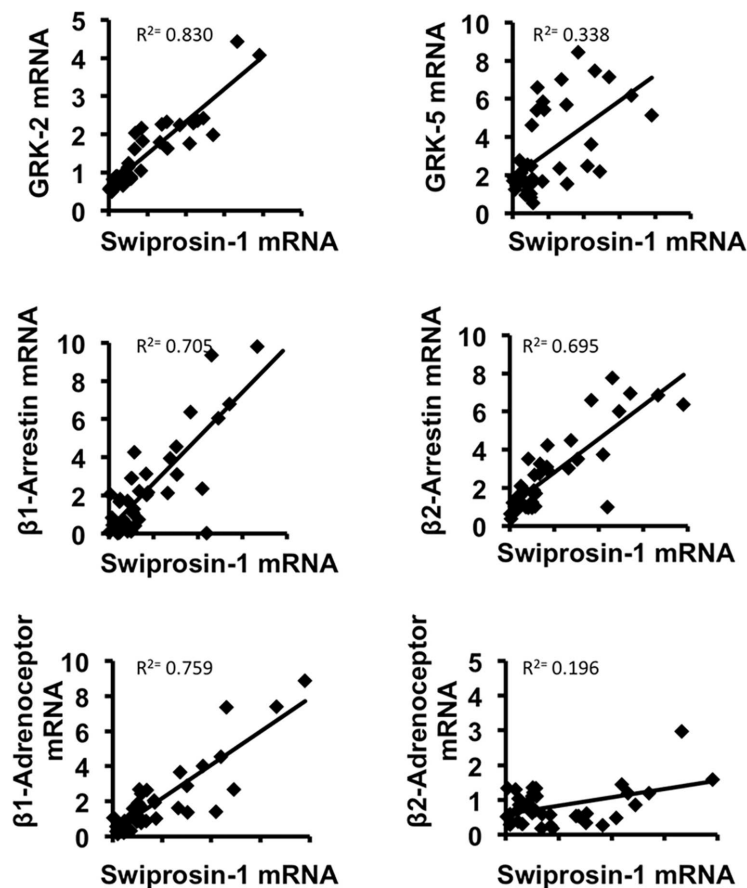 GRK-2 mRNA
R²= 0.830
5
4
3
2
1
0
Swiprosin-1 mRNA
GRK-5 mRNA
R²= 0.338
10
8
6
4
2
0
Swiprosin-1 mRNA
β1-Arrestin mRNA
R²= 0.705
10
8
6
4
2
0
Swiprosin-1 mRNA
β2-Arrestin mRNA
R²= 0.695
10
8
6
4
2
0
Swiprosin-1 mRNA
β1-Adrenoceptor
mRNA
R²= 0.759
10
8
6
4
2
0
Swiprosin-1 mRNA
β2-Adrenoceptor
mRNA
R²= 0.196
5
4
3
2
1
0
Swiprosin-1 mRNA